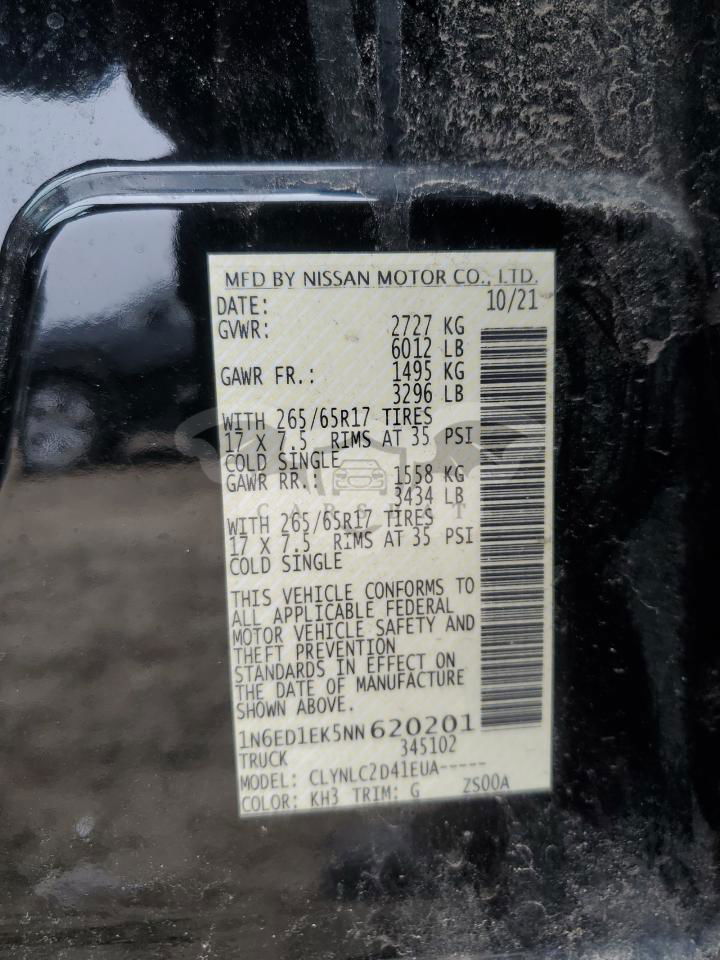 MFD BY NISSAN MOTOR CO., LTD.
DATE: 10/21
GVWR: 2727 KG
6012 LB
GAWR FR.: 1495 KG
3296 LB
WITH 265/65R17 TIRES
17 X 7.5 RIMS AT 35 PSI
COLD SINGLE
GAWR RR.: 1558 KG
3434 LB
WITH 265/65R17 TIRES
17 X 7.5 RIMS AT 35 PSI
COLD SINGLE
THIS VEHICLE CONFORMS TO
ALL APPLICABLE FEDERAL
MOTOR VEHICLE SAFETY AND
THEFT PREVENTION
STANDARDS IN EFFECT ON
THE DATE OF MANUFACTURE
SHOWN ABOVE.
1N6ED1EK5NN620201
TRUCK 345102
MODEL: CLYNLC2D41EUA-----
COLOR: KH3 TRIM: G ZS00A